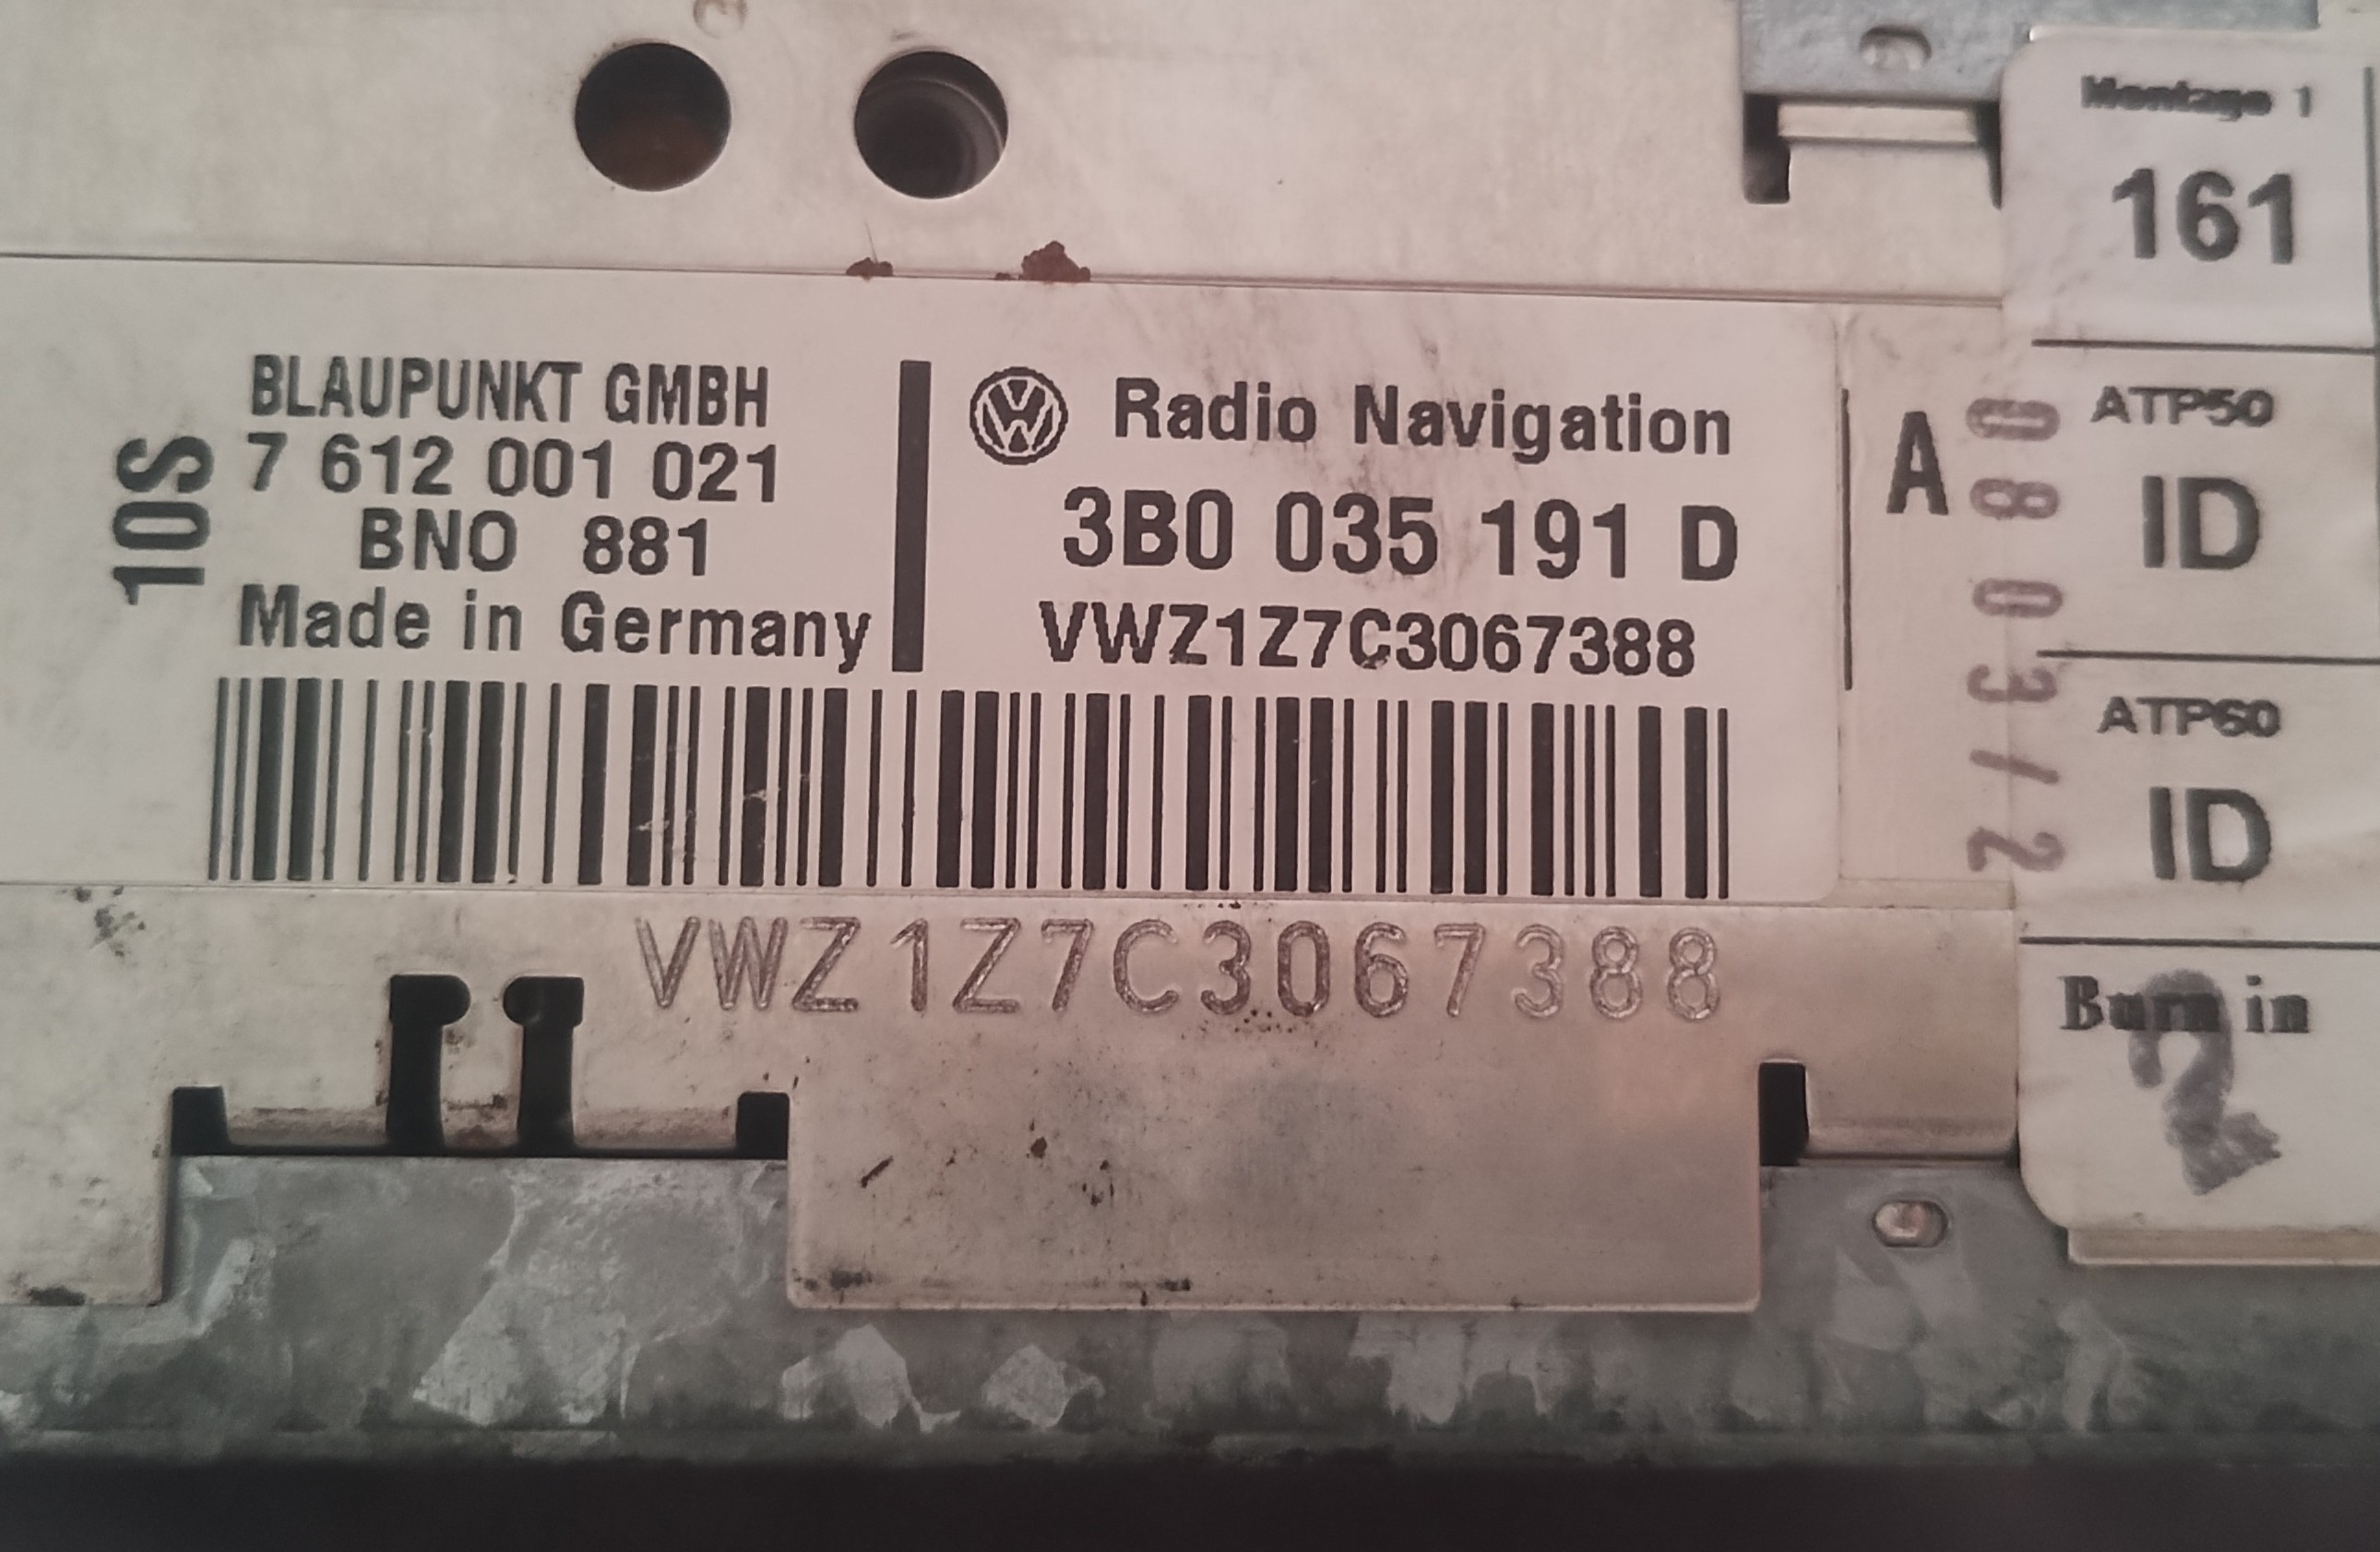 10S
BLAUPUNKT GMBH
7 612 001 021
BNO 881
Made in Germany
Radio Navigation
3B0 035 191 D
VWZ1Z7C3067388
A
0803/2
VWZ1Z7C3067388
Montage 1
161
ATP50
ID
ATP60
ID
Burn in
2